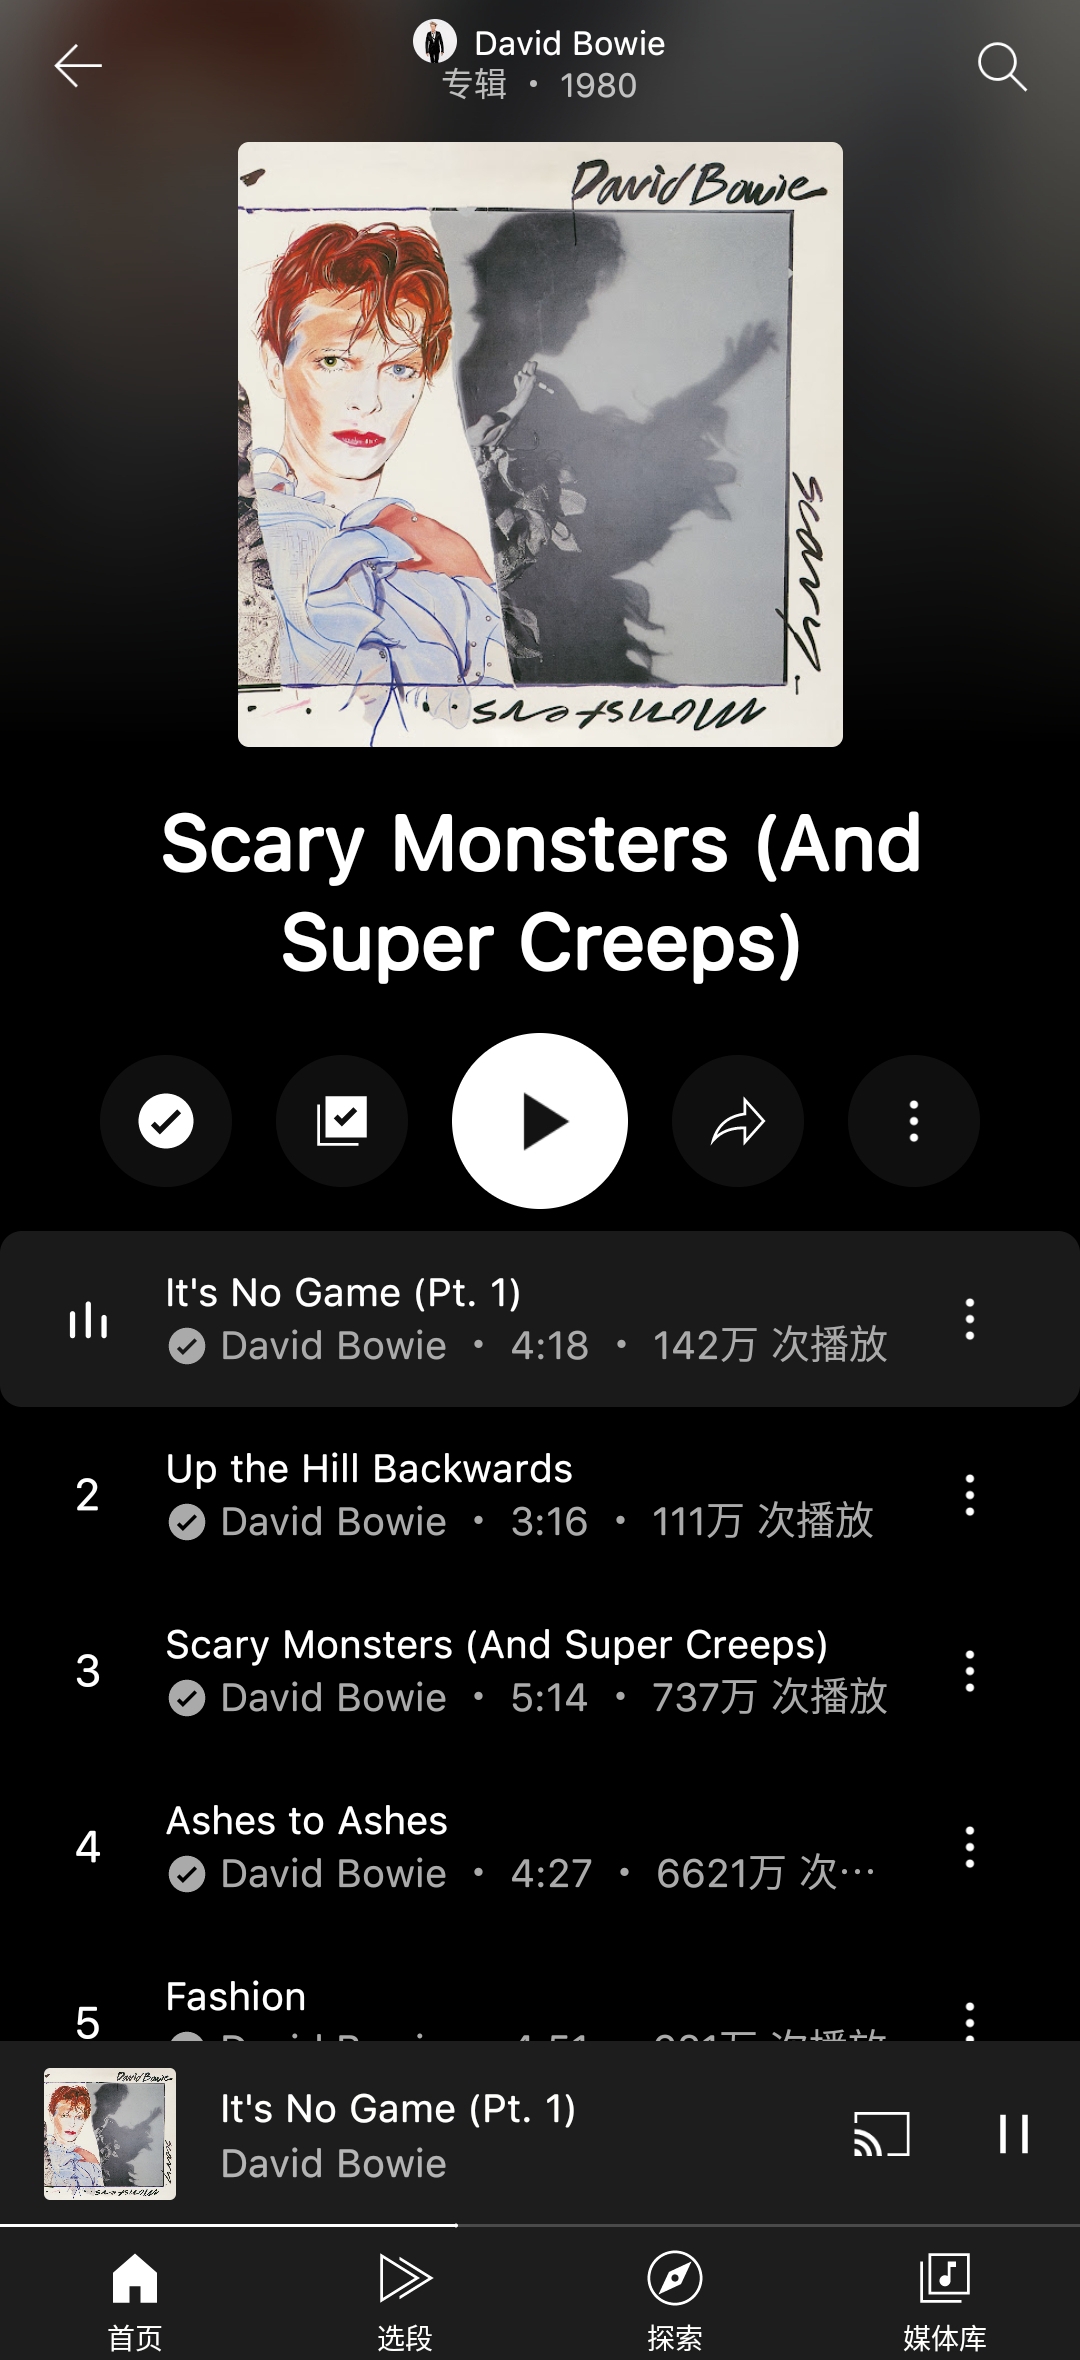 David Bowie
专辑 • 1980
David Bowie
scary
monsters
Scary Monsters (And
Super Creeps)
It's No Game (Pt. 1)
David Bowie • 4:18 • 142万 次播放
2
Up the Hill Backwards
David Bowie • 3:16 • 111万 次播放
3
Scary Monsters (And Super Creeps)
David Bowie • 5:14 • 737万 次播放
4
Ashes to Ashes
David Bowie • 4:27 • 6621万 次…
5
Fashion
It's No Game (Pt. 1)
David Bowie
首页
选段
探索
媒体库